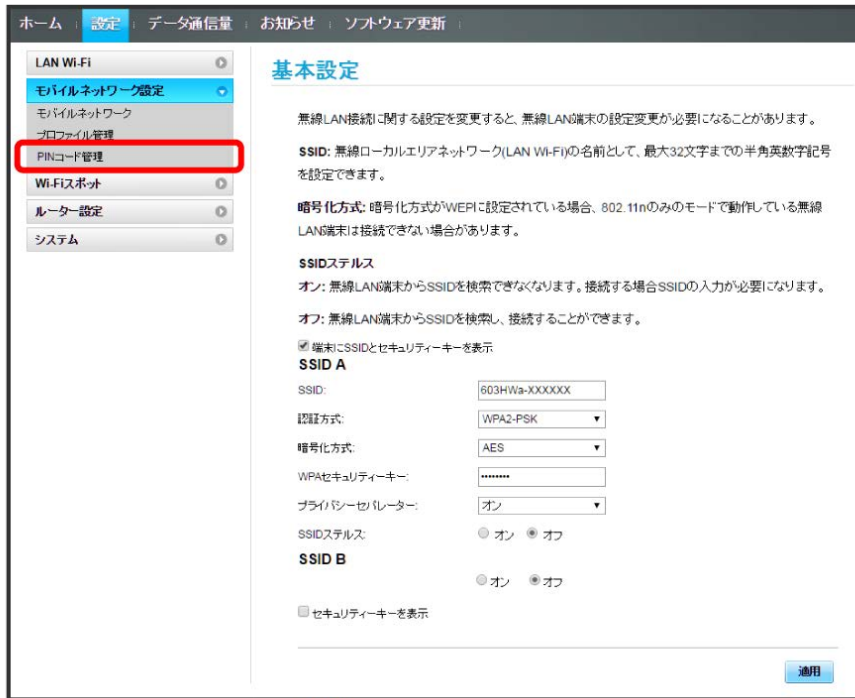 ホーム 設定 データ通信量 お知らせ ソフトウェア更新
LAN Wi-Fi
モバイルネットワーク設定
モバイルネットワーク
プロファイル管理
PINコード管理
Wi-Fiスポット
ルーター設定
システム
基本設定
無線LAN接続に関する設定を変更すると、無線LAN端末の設定変更が必要になることがあります。
SSID: 無線ローカルエリアネットワーク(LAN Wi-Fi)の名前として、最大32文字までの半角英数字記号
を設定できます。
暗号化方式: 暗号化方式がWEPに設定されている場合、802.11nのみのモードで動作している無線
LAN端末は接続できない場合があります。
SSIDステルス
オン: 無線LAN端末からSSIDを検索できなくなります。接続する場合SSIDの入力が必要になります。
オフ: 無線LAN端末からSSIDを検索し、接続することができます。
端末にSSIDとセキュリティーキーを表示
SSID A
SSID: 603HWa-XXXXXX
認証方式: WPA2-PSK
暗号化方式: AES
WPAセキュリティーキー: ••••••••
プライバシーセパレーター: オン
SSIDステルス: オン オフ
SSID B
オン オフ
セキュリティーキーを表示
適用